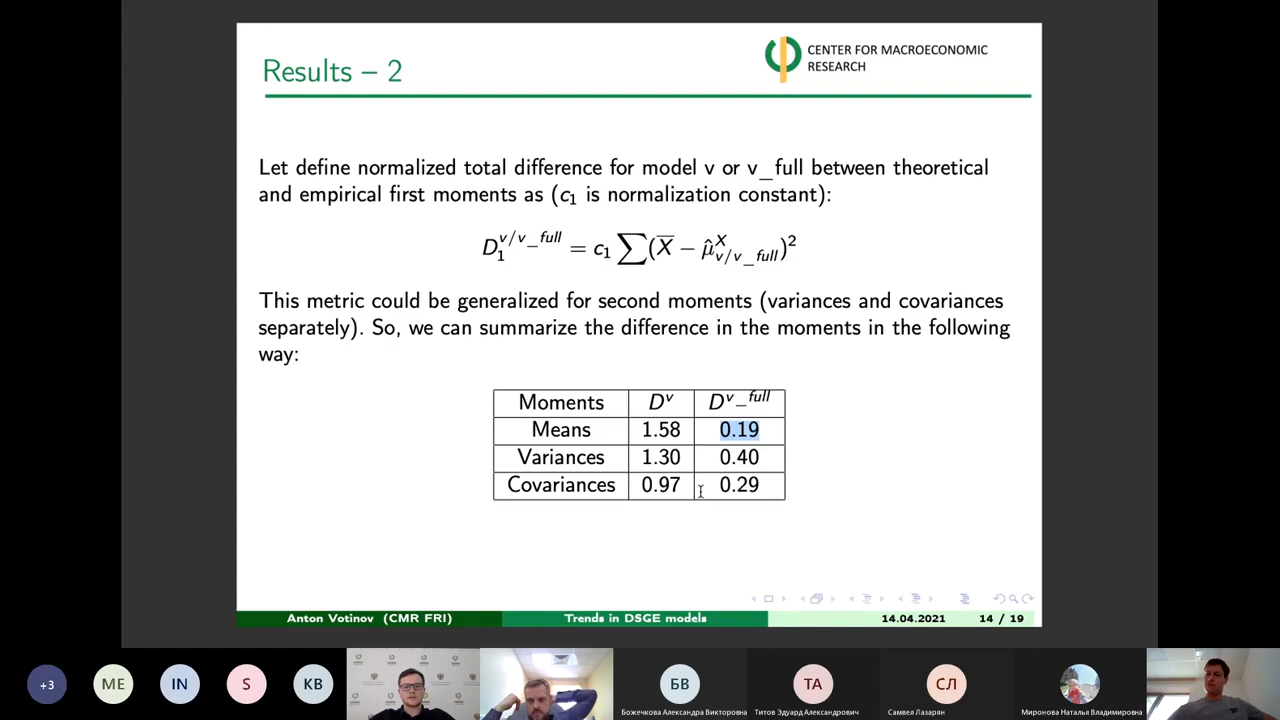 Results – 2
CENTER FOR MACROECONOMIC
RESEARCH
Let define normalized total difference for model v or v_full between theoretical
and empirical first moments as (c₁ is normalization constant):
D₁^{v/v_full} = c₁ ∑(X̅ − μ̂^X_{v/v_full})²
This metric could be generalized for second moments (variances and covariances
separately). So, we can summarize the difference in the moments in the following
way:
Moments D^v D^{v_full}
Means 1.58 0.19
Variances 1.30 0.40
Covariances 0.97 0.29
Anton Votinov (CMR FRI) Trends in DSGE models 14.04.2021 14 / 19
+3 ME IN S KB БВ ТА СЛ
Божечкова Александра Викторовна Титов Эдуард Александрович Самвел Лазарян Миронова Наталья Владимировна